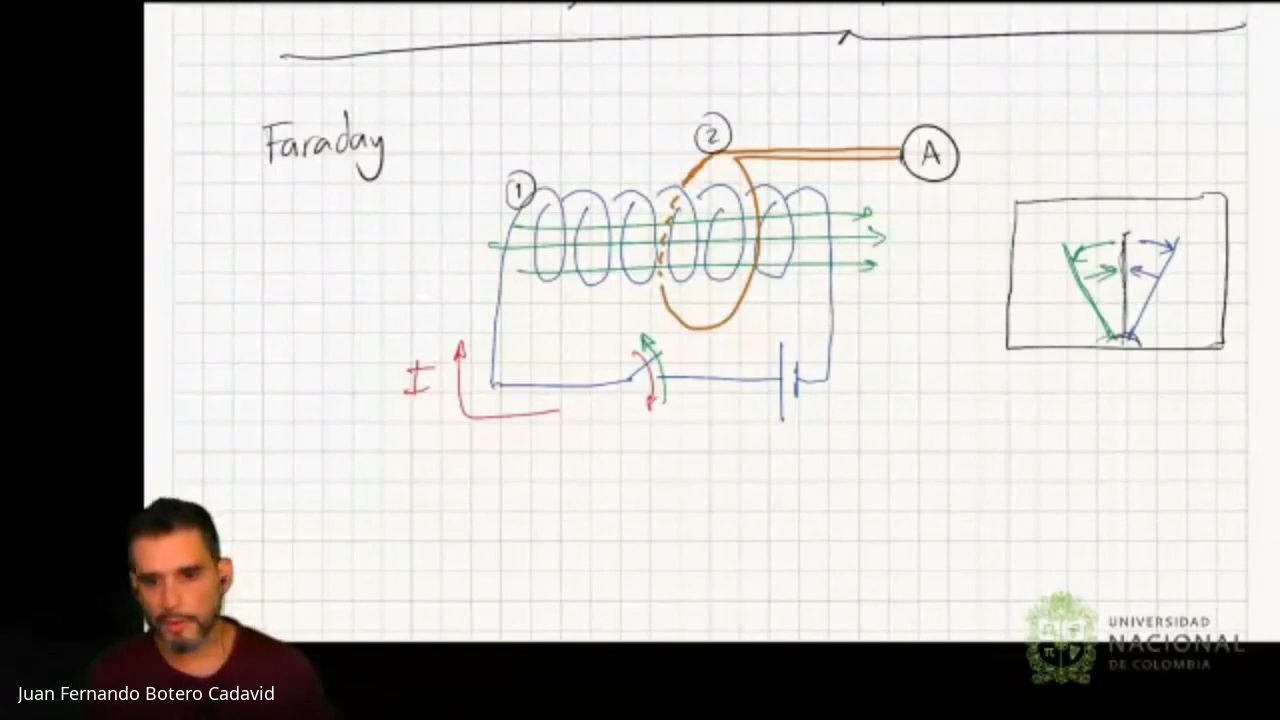 Faraday
①
②
A
I
UNIVERSIDAD
NACIONAL
DE COLOMBIA
Juan Fernando Botero Cadavid